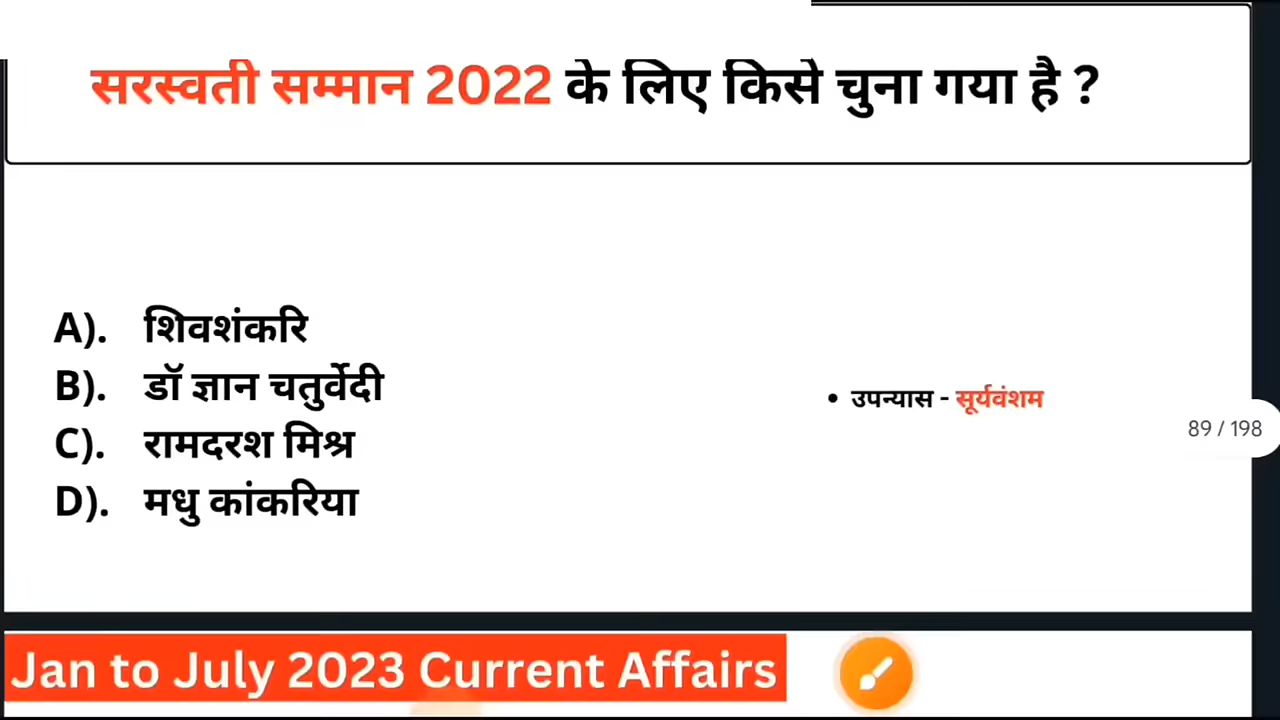 सरस्वती सम्मान 2022 के लिए किसे चुना गया है ?
A). शिवशंकरि
B). डॉ ज्ञान चतुर्वेदी
C). रामदरश मिश्र
D). मधु कांकरिया
• उपन्यास - सूर्यवंशम
89 / 198
Jan to July 2023 Current Affairs